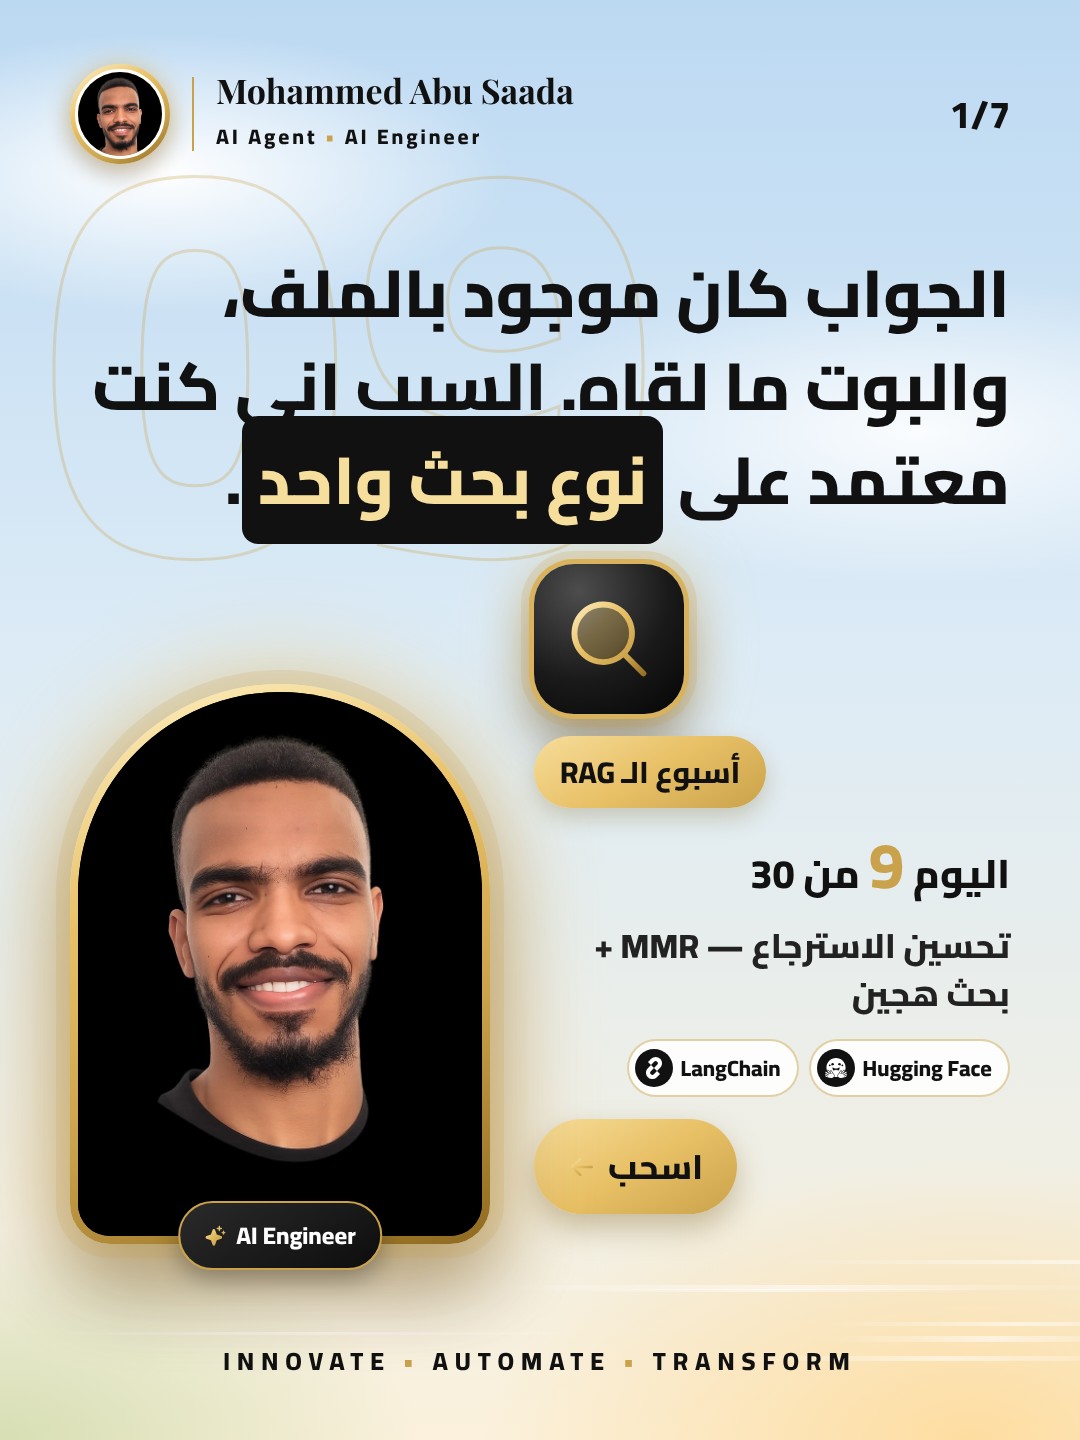 Mohammed Abu Saada
AI Agent ▪ AI Engineer
1/7
09
الجواب كان موجود بالملف،
والبوت ما لقاه. السبب اني كنت
معتمد على نوع بحث واحد.
أسبوع الـ RAG
اليوم 9 من 30
تحسين الاسترجاع — MMR +
بحث هجين
Hugging Face
LangChain
اسحب ←
AI Engineer
INNOVATE ▪ AUTOMATE ▪ TRANSFORM